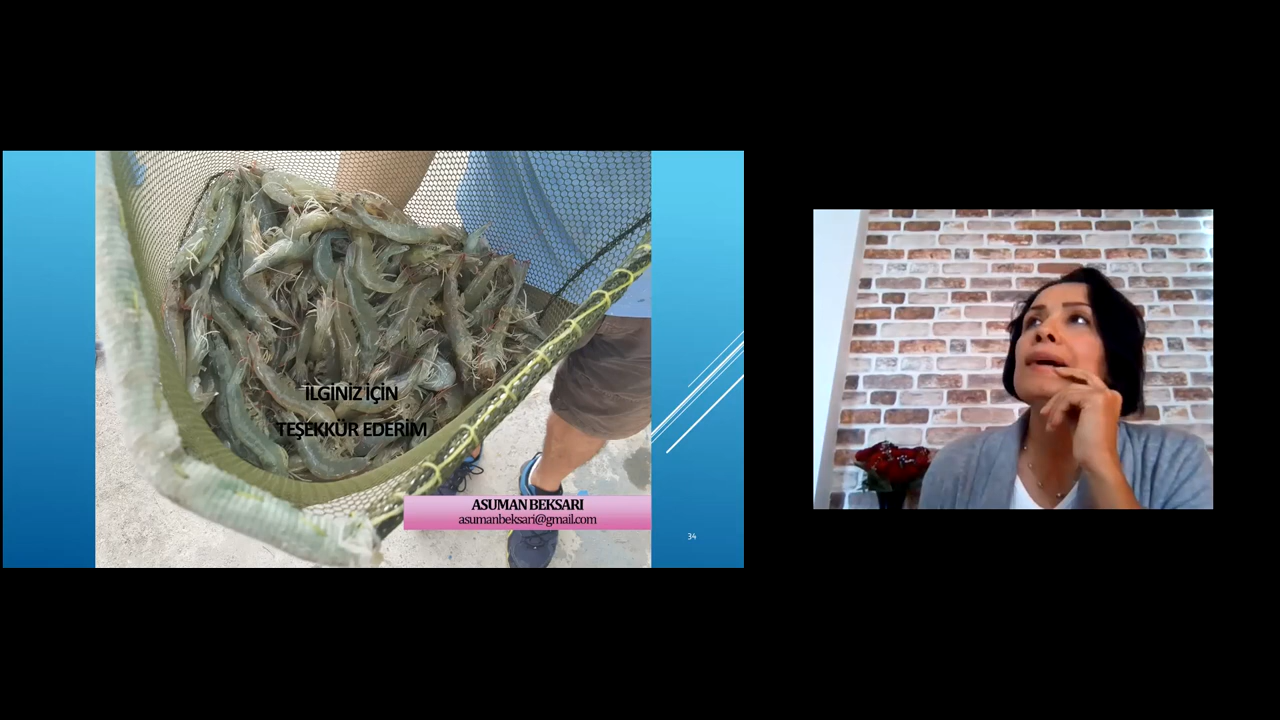 İLGİNİZ İÇİN
TEŞEKKÜR EDERİM
ASUMAN BEKSARI
asumanbeksari@gmail.com
34